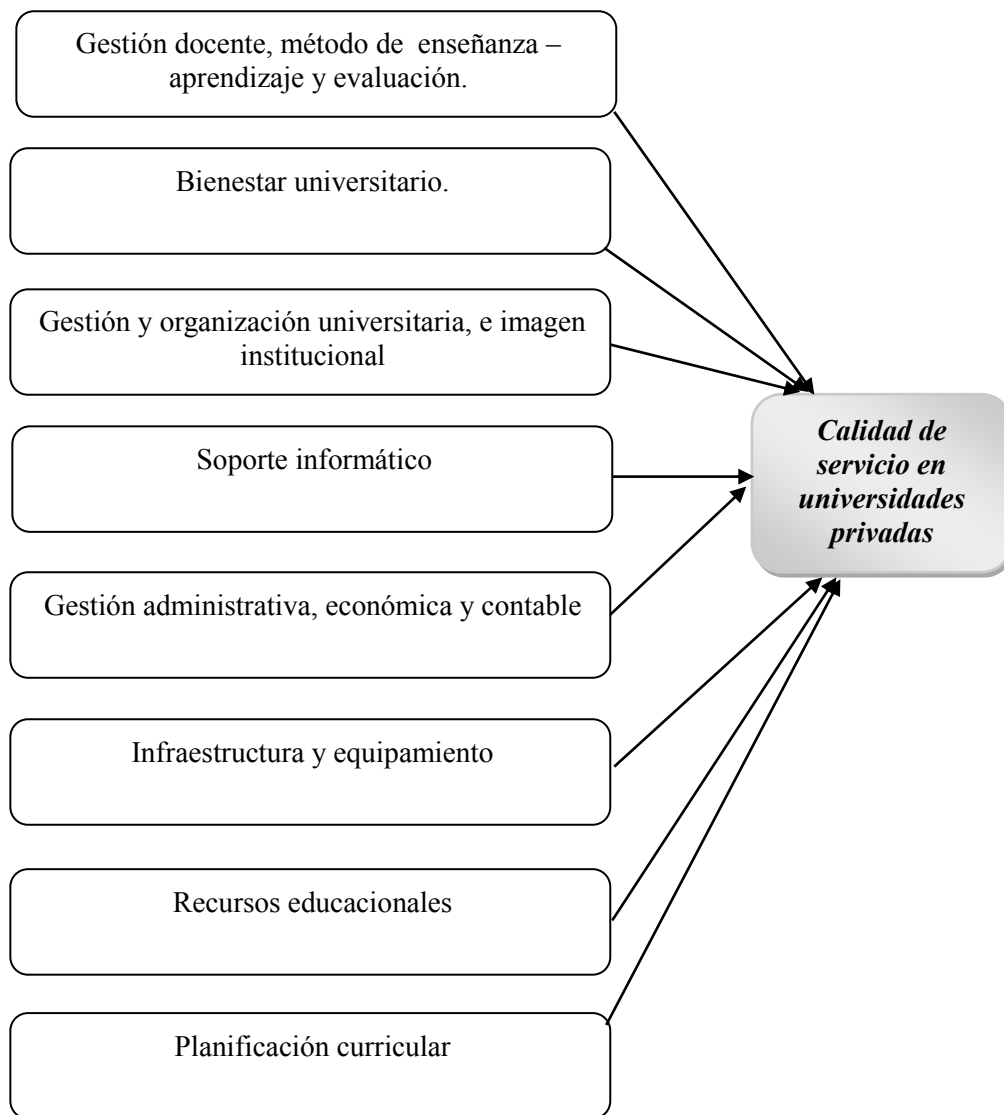 Gestión docente, método de  enseñanza –
aprendizaje y evaluación.
Bienestar universitario.
Gestión y organización universitaria, e imagen
institucional
Soporte informático
Gestión administrativa, económica y contable
Infraestructura y equipamiento
Recursos educacionales
Planificación curricular
Calidad de
servicio en
universidades
privadas